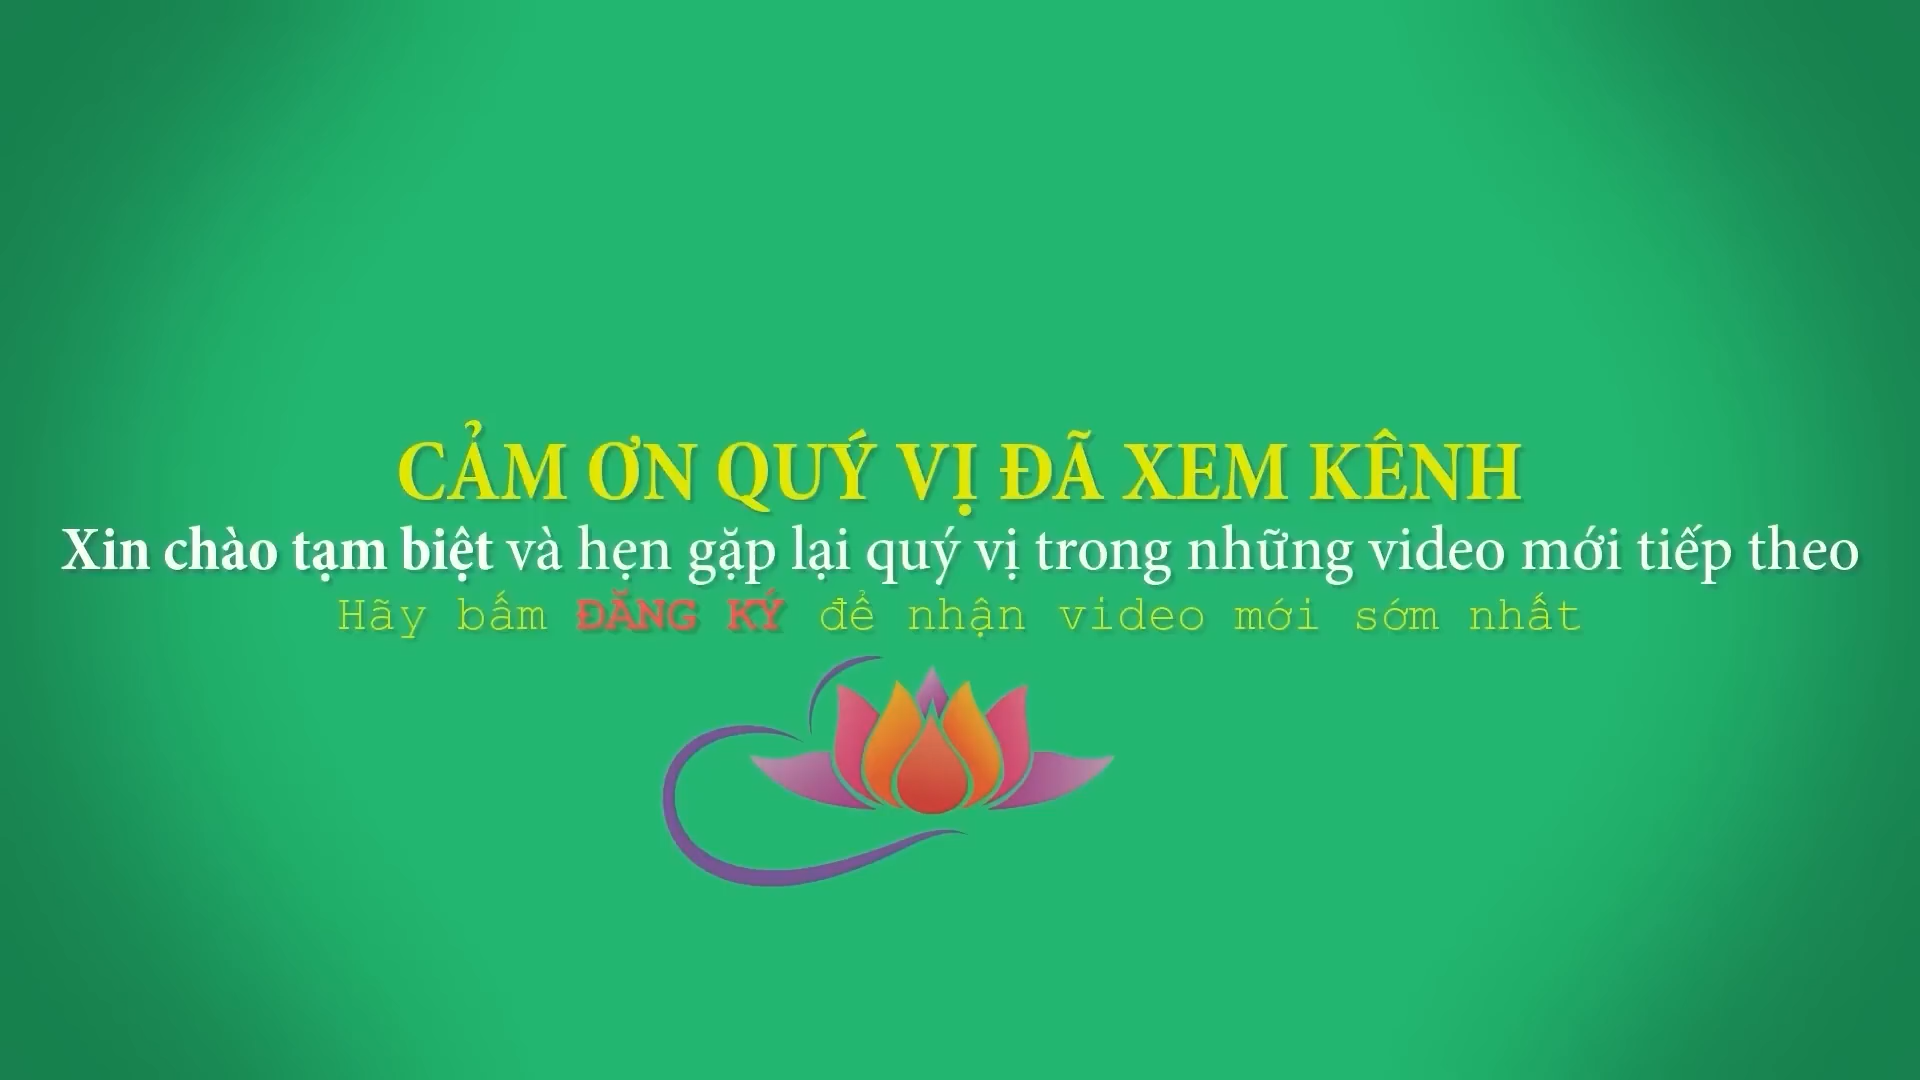 CẢM ƠN QUÝ VỊ ĐÃ XEM KÊNH
Xin chào tạm biệt và hẹn gặp lại quý vị trong những video mới tiếp theo
Hãy bấm ĐĂNG KÝ để nhận video mới sớm nhất